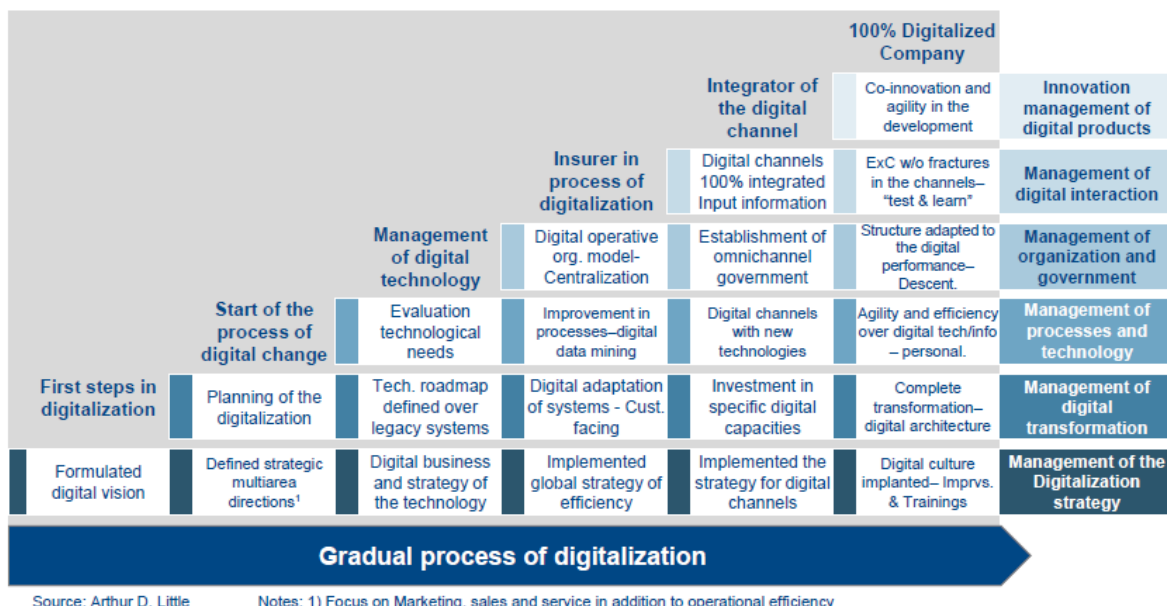 100% Digitalized
Company
Integrator of
the digital
channel
Co-innovation and
agility in the
development
Innovation
management of
digital products
Insurer in
process of
digitalization
Digital channels
100% integrated
Input information
ExC w/o fractures
in the channels–
“test & learn”
Management of
digital interaction
Management
of digital
technology
Digital operative
org. model-
Centralization
Establishment of
omnichannel
government
Structure adapted to
the digital
performance–
Descent.
Management of
organization and
government
Start of the
process of
digital change
Evaluation
technological
needs
Improvement in
processes–digital
data mining
Digital channels
with new
technologies
Agility and efficiency
over digital tech/info
– personal.
Management of
processes and
technology
First steps in
digitalization
Planning of the
digitalization
Tech. roadmap
defined over
legacy systems
Digital adaptation
of systems - Cust.
facing
Investment in
specific digital
capacities
Complete
transformation–
digital architecture
Management of
digital
transformation
Formulated
digital vision
Defined strategic
multiarea
directions¹
Digital business
and strategy of
the technology
Implemented
global strategy of
efficiency
Implemented the
strategy for digital
channels
Digital culture
implanted– Imprvs.
& Trainings
Management of the
Digitalization
strategy
Gradual process of digitalization
Source: Arthur D. Little
Notes: 1) Focus on Marketing, sales and service in addition to operational efficiency